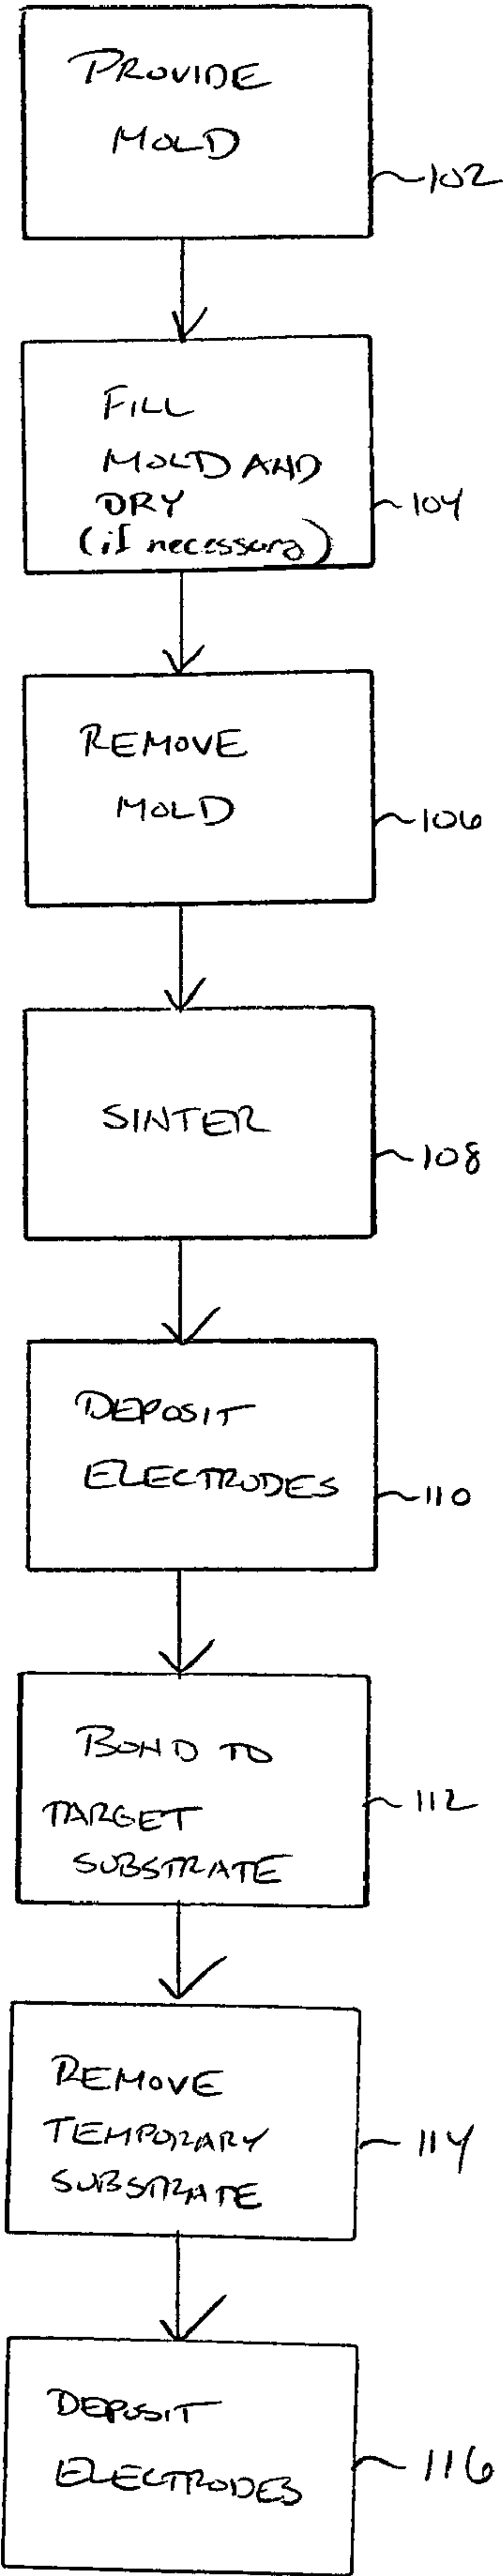 PROVIDE
MOLD
102
FILL
MOLD AND
DRY
(if necessary)
104
REMOVE
MOLD
106
SINTER
108
DEPOSIT
ELECTRODES
110
BOND TO
TARGET
SUBSTRATE
112
REMOVE
TEMPORARY
SUBSTRATE
114
DEPOSIT
ELECTRODES
116